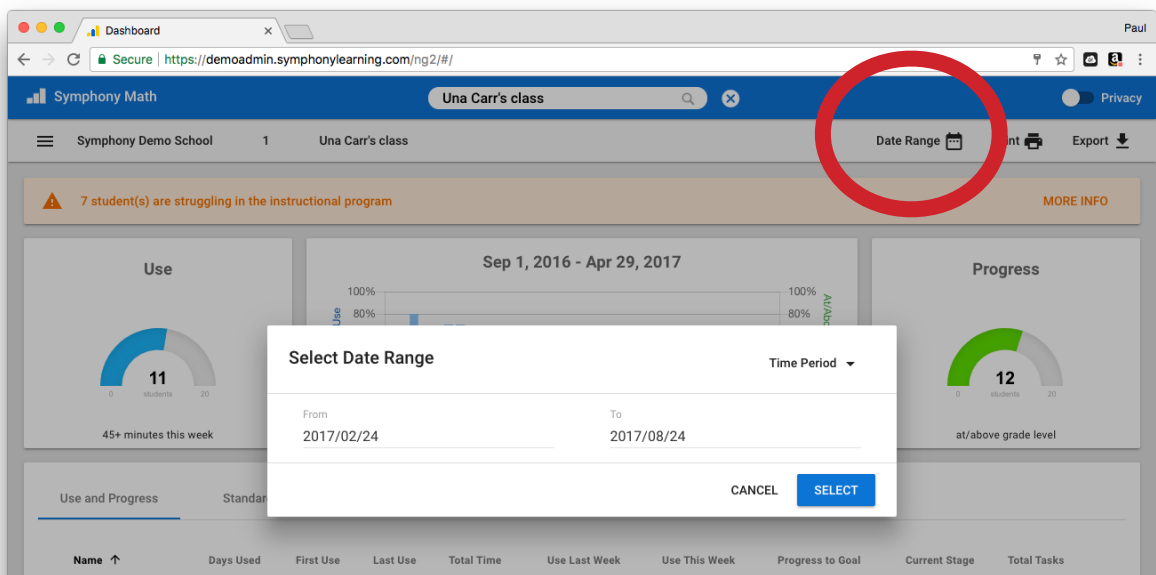 Dashboard
Paul
Secure https://demoadmin.symphonylearning.com/ng2/#/
Symphony Math
Una Carr's class
Privacy
Symphony Demo School 1 Una Carr's class Date Range Export
7 student(s) are struggling in the instructional program MORE INFO
Use
Sep 1, 2016 - Apr 29, 2017
Progress
100% 100%
80% 80%
Use
11
0 students 20
45+ minutes this week
12
0 students 20
at/above grade level
Select Date Range
Time Period
From To
2017/02/24 2017/08/24
CANCEL SELECT
Use and Progress
Name Days Used First Use Last Use Total Time Use Last Week Use This Week Progress to Goal Current Stage Total Tasks